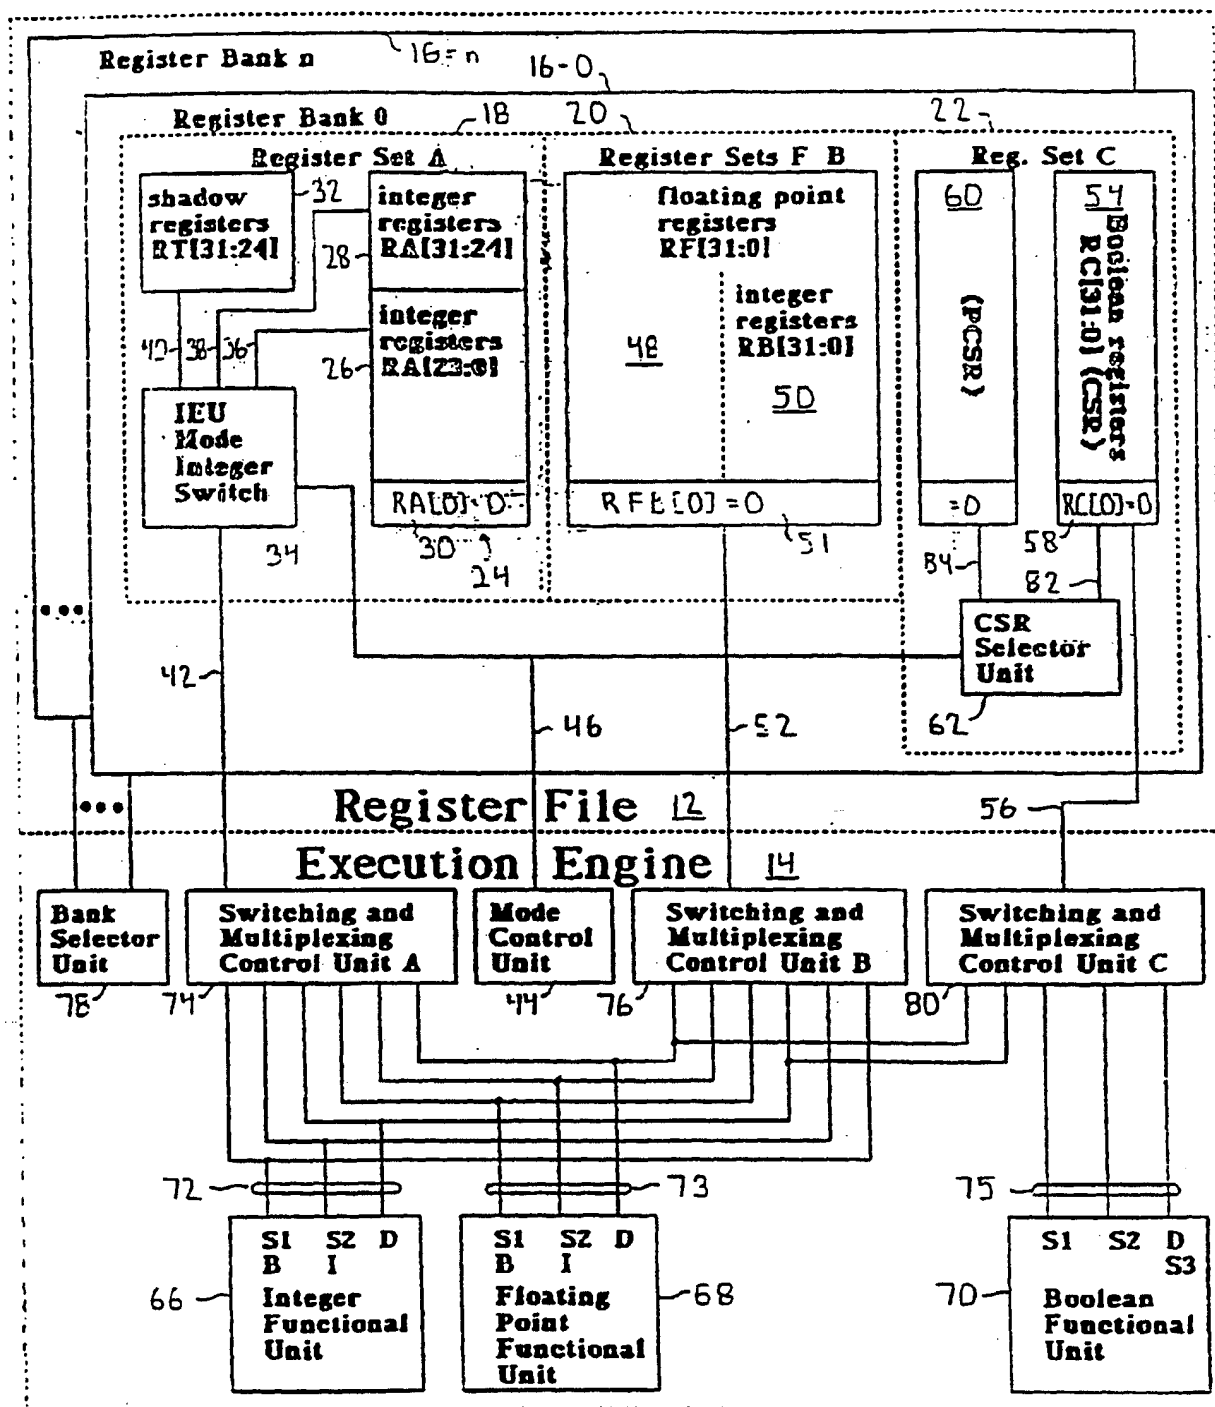 Register Bank n
16-n
16-0
Register Bank 0
18
20
22
Register Set A
Register Sets F B
Reg. Set C
shadow
registers
RT[31:24]
32
integer
registers
RA[31:24]
28
integer
registers
RA[23:0]
26
floating point
registers
RF[31:0]
48
integer
registers
RB[31:0]
50
60
(PCSR)
54
Boolean registers
RC[31:0] (CSR)
38
36
IEU
Mode
Integer
Switch
34
RA[0]=0
30
24
RFB[0]=0
51
=0
RC[0]=0
58
84
82
CSR
Selector
Unit
62
42
46
52
56
Register File 12
Execution Engine 14
Bank
Selector
Unit
78
Switching and
Multiplexing
Control Unit A
74
Mode
Control
Unit
44
Switching and
Multiplexing
Control Unit B
76
Switching and
Multiplexing
Control Unit C
80
72
73
75
S1 S2 D
B I
Integer
Functional
Unit
66
S1 S2 D
B I
Floating
Point
Functional
Unit
68
S1 S2 D
S3
Boolean
Functional
Unit
70